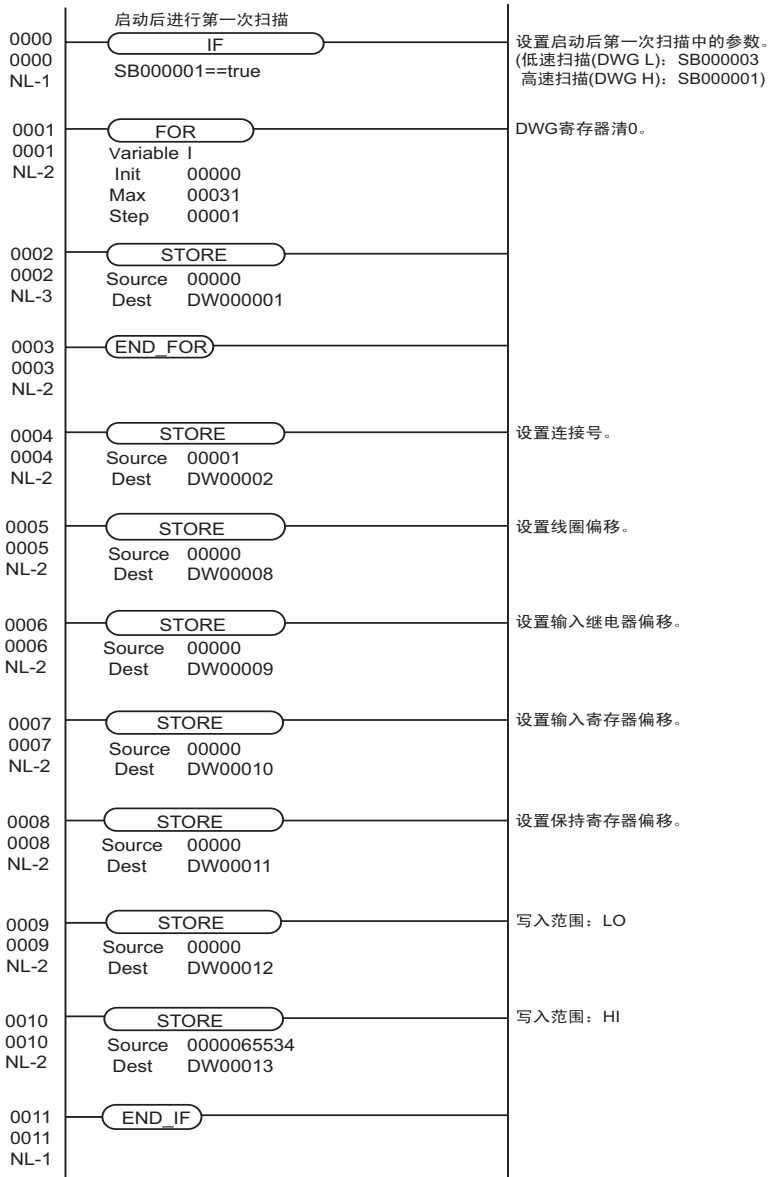 启动后进行第一次扫描
0000
0000
NL-1
IF
SB000001==true
设置启动后第一次扫描中的参数。
(低速扫描(DWG L)：SB000003
高速扫描(DWG H)：SB000001)
0001
0001
NL-2
FOR
Variable I
Init 00000
Max 00031
Step 00001
DWG寄存器清0。
0002
0002
NL-3
STORE
Source 00000
Dest DW000001
0003
0003
NL-2
END_FOR
0004
0004
NL-2
STORE
Source 00001
Dest DW00002
设置连接号。
0005
0005
NL-2
STORE
Source 00000
Dest DW00008
设置线圈偏移。
0006
0006
NL-2
STORE
Source 00000
Dest DW00009
设置输入继电器偏移。
0007
0007
NL-2
STORE
Source 00000
Dest DW00010
设置输入寄存器偏移。
0008
0008
NL-2
STORE
Source 00000
Dest DW00011
设置保持寄存器偏移。
0009
0009
NL-2
STORE
Source 00000
Dest DW00012
写入范围：LO
0010
0010
NL-2
STORE
Source 0000065534
Dest DW00013
写入范围：HI
0011
0011
NL-1
END_IF